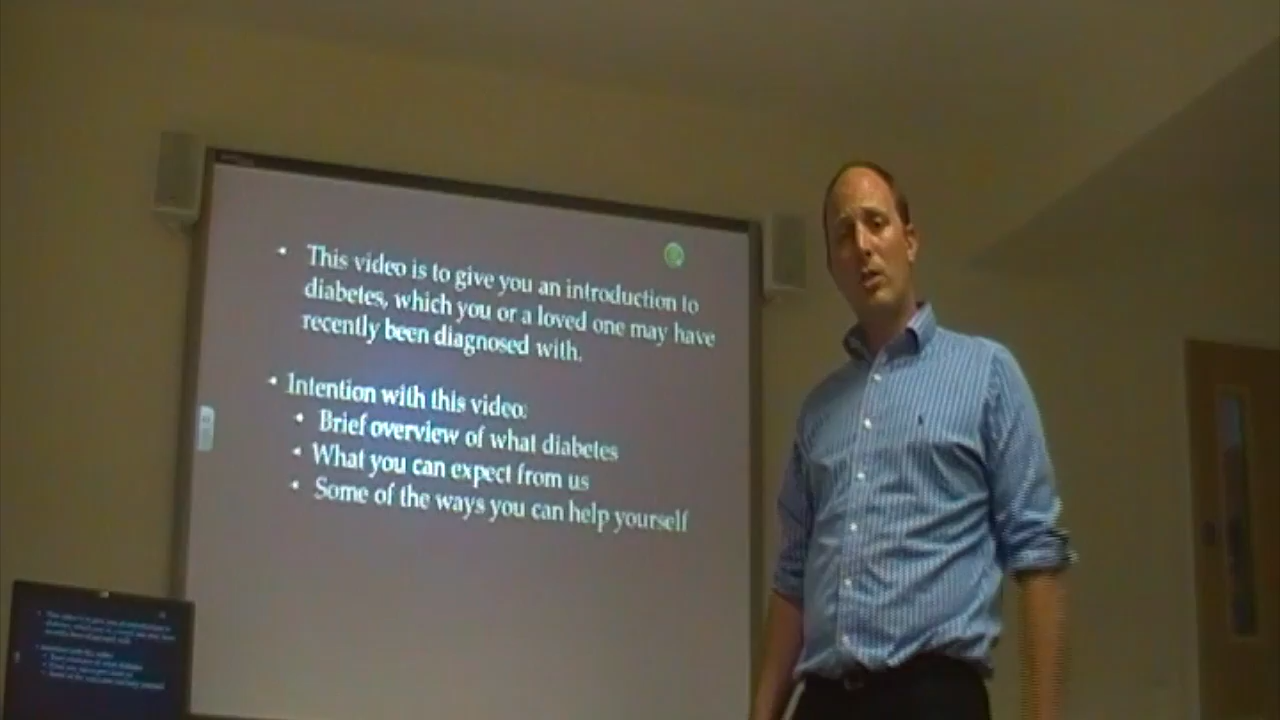 • This video is to give you an introduction to
diabetes, which you or a loved one may have
recently been diagnosed with.
• Intention with this video:
• Brief overview of what diabetes
• What you can expect from us
• Some of the ways you can help yourself